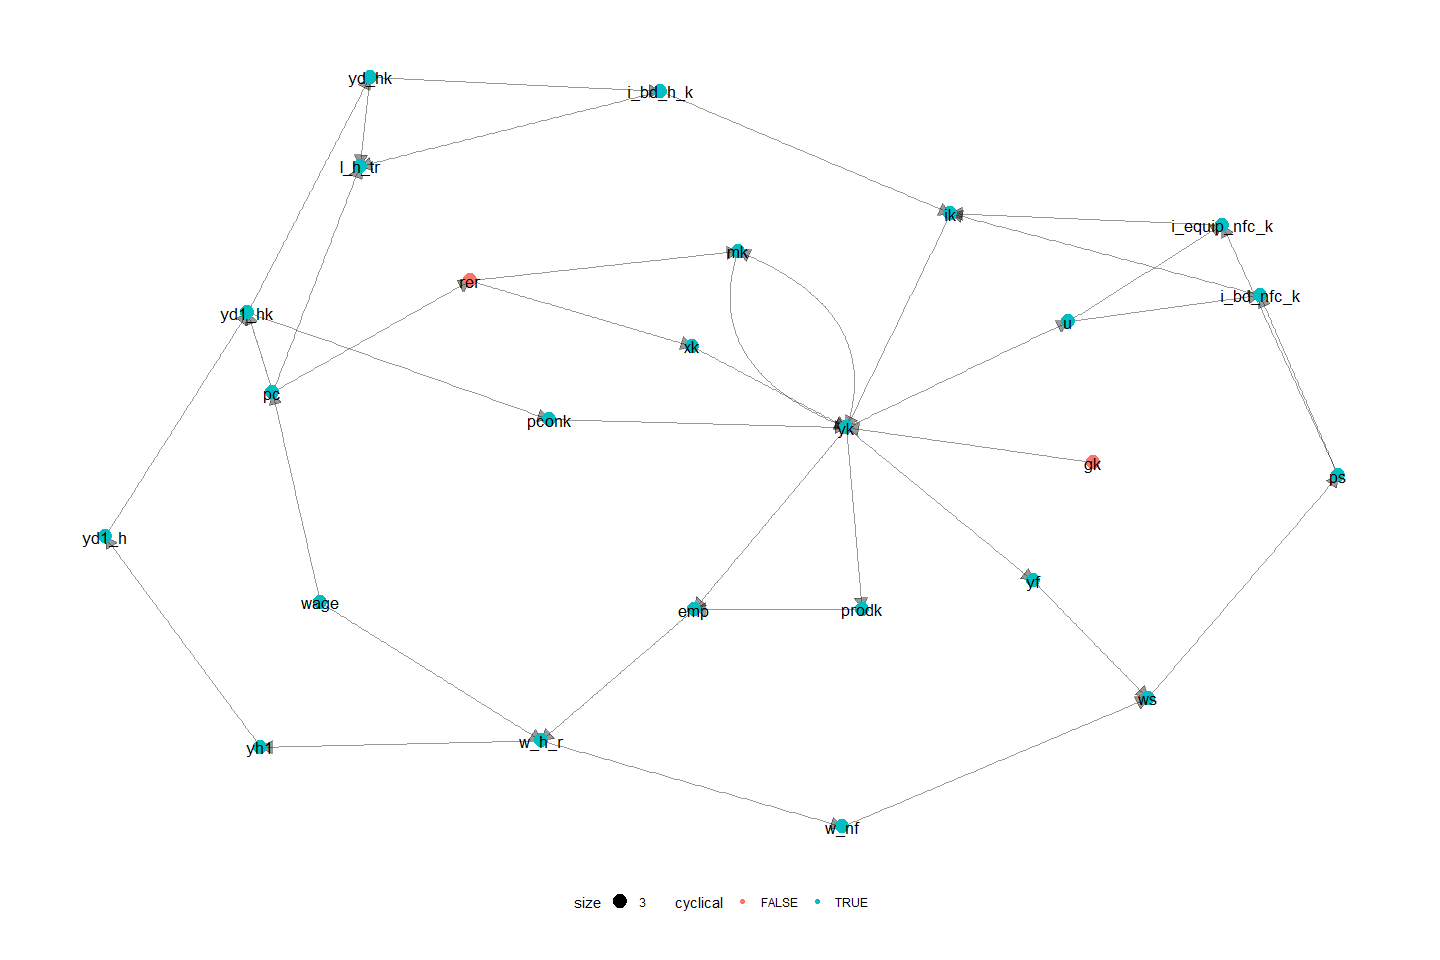 yd_hk
i_bd_h_k
l_h_tr
ik
i_equip_nfc_k
mk
rer
i_bd_nfc_k
yd1_hk
u
xk
pc
pconk
yk
gk
ps
yd1_h
yf
wage
emp
prodk
ws
yh1
w_h_r
w_nf
size 3 cyclical FALSE TRUE